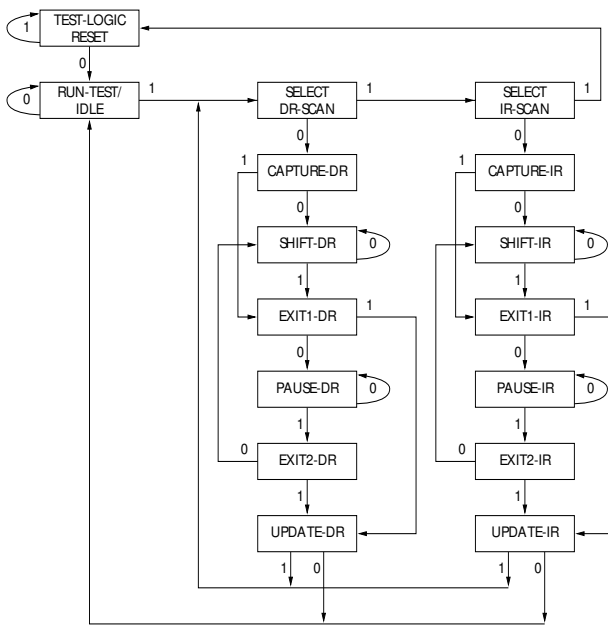 TEST-LOGIC
RESET
1
0
RUN-TEST/
IDLE
0
1
SELECT
DR-SCAN
1
SELECT
IR-SCAN
1
0
0
1
CAPTURE-DR
1
CAPTURE-IR
0
0
SHIFT-DR
0
SHIFT-IR
0
1
1
EXIT1-DR
1
EXIT1-IR
1
0
0
PAUSE-DR
0
PAUSE-IR
0
1
1
0
EXIT2-DR
0
EXIT2-IR
1
1
UPDATE-DR
UPDATE-IR
1
0
1
0